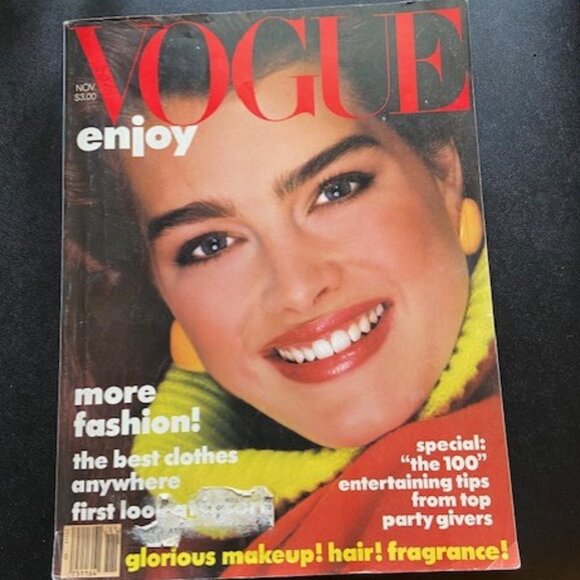 VOGUE
NOV.
$3.00
enjoy
more
fashion!
the best clothes
anywhere
first look
special:
"the 100"
entertaining tips
from top
party givers
glorious makeup! hair! fragrance!